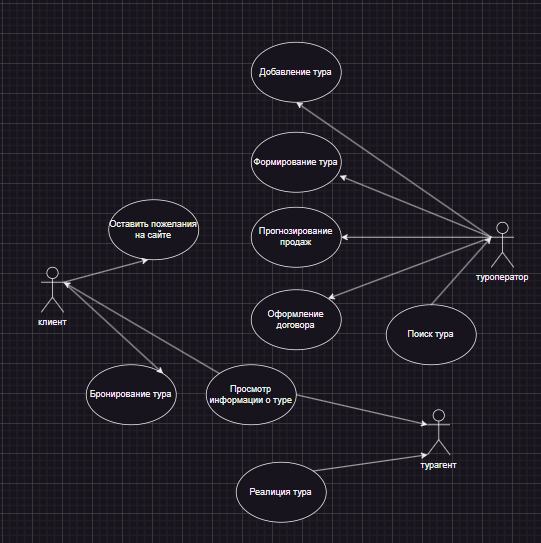 Добавление тура
Формирование тура
Оставить пожелания
на сайте
Прогнозирование
продаж
туроператор
клиент
Оформление
договора
Поиск тура
Бронирование тура
Просмотр
информации о туре
турагент
Реалиция тура